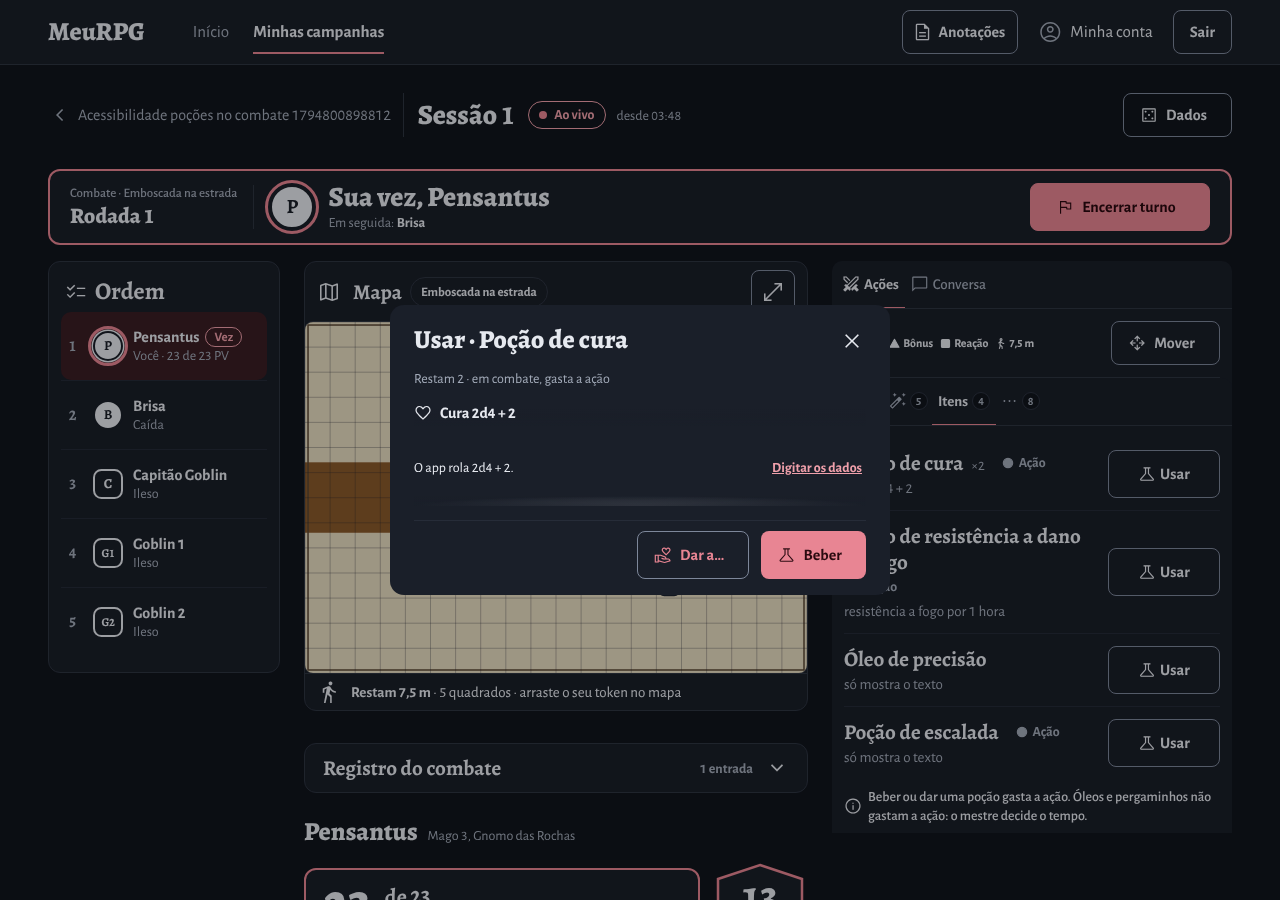 MeuRPG
Início
Minhas campanhas
Anotações
Minha conta
Sair
Acessibilidade poções no combate 1794800898812
Sessão 1
Ao vivo
desde 03:48
Dados
Combate · Emboscada na estrada
Rodada 1
P
Sua vez, Pensantus
Em seguida: Brisa
Encerrar turno
Ordem
1
P
Pensantus
Vez
Você · 23 de 23 PV
2
B
Brisa
Caída
3
C
Capitão Goblin
Ileso
4
G1
Goblin 1
Ileso
5
G2
Goblin 2
Ileso
Mapa
Emboscada na estrada
Usar · Poção de cura
Restam 2 · em combate, gasta a ação
Cura 2d4 + 2
O app rola 2d4 + 2.
Digitar os dados
Dar a…
Beber
Restam 7,5 m · 5 quadrados · arraste o seu token no mapa
Registro do combate
1 entrada
Pensantus
Mago 3, Gnomo das Rochas
23
de 23
13
Ações
Conversa
Bônus
Reação
7,5 m
Mover
5
Itens
4
8
o de cura
×2
Ação
4 + 2
Usar
o de resistência a dano
go
ão
resistência a fogo por 1 hora
Usar
Óleo de precisão
só mostra o texto
Usar
Poção de escalada
Ação
só mostra o texto
Usar
Beber ou dar uma poção gasta a ação. Óleos e pergaminhos não
gastam a ação: o mestre decide o tempo.